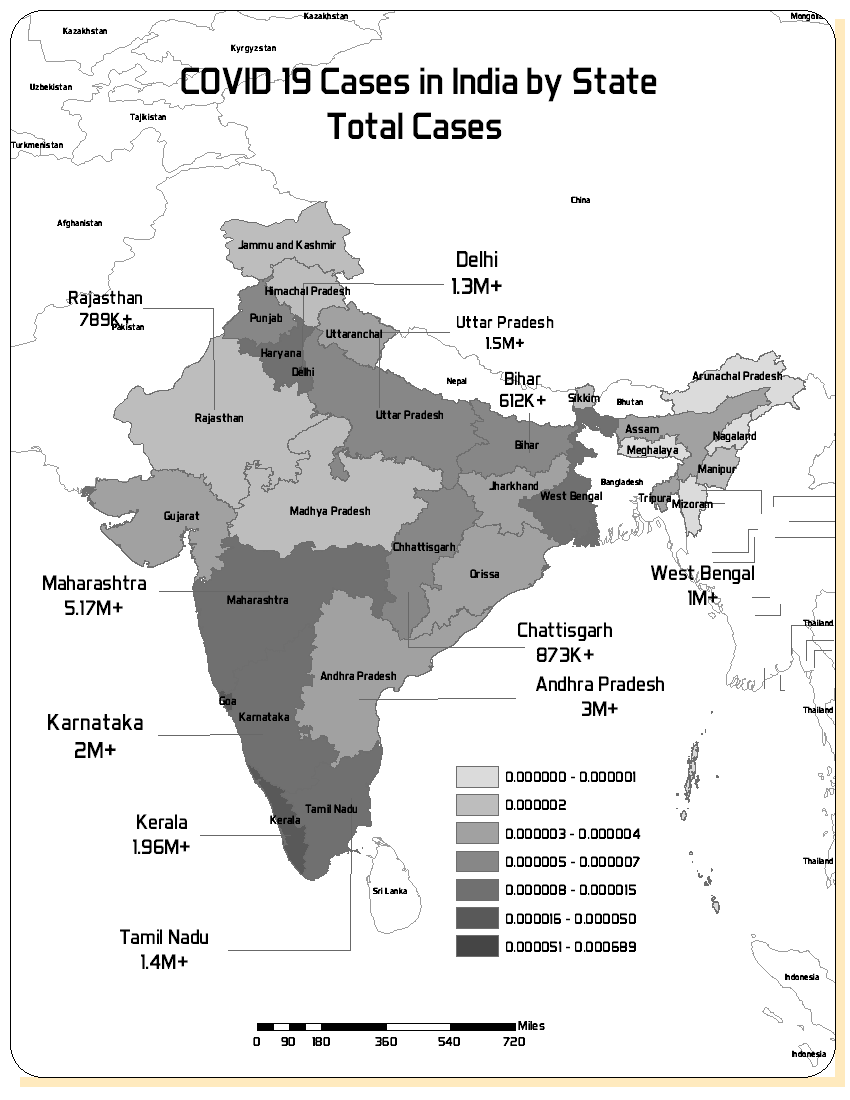 Kazakhstan
Mongolia
Kazakhstan
Kyrgyzstan
COVID 19 Cases in India by State
Total Cases
Uzbekistan
Tajikistan
Turkmenistan
China
Afghanistan
Jammu and Kashmir
Delhi
1.3M+
Himachal Pradesh
Rajasthan
789K+
Pakistan
Punjab
Uttaranchal
Uttar Pradesh
1.5M+
Haryana
Delhi
Nepal
Bihar
612K+
Sikkim
Bhutan
Arunachal Pradesh
Rajasthan
Uttar Pradesh
Assam
Nagaland
Bihar
Meghalaya
Manipur
Jharkhand
West Bengal
Bangladesh
Tripura
Mizoram
Gujarat
Madhya Pradesh
Chhattisgarh
Orissa
West Bengal
1M+
Maharashtra
5.17M+
Maharashtra
Thailand
Chattisgarh
873K+
Andhra Pradesh
Andhra Pradesh
3M+
Goa
Karnataka
Thailand
Karnataka
2M+
0.000000 - 0.000001
0.000002
0.000003 - 0.000004
0.000005 - 0.000007
0.000008 - 0.000015
0.000016 - 0.000050
0.000051 - 0.000689
Tamil Nadu
Kerala
Kerala
1.96M+
Thailand
Sri Lanka
Tamil Nadu
1.4M+
Indonesia
Miles
0 90 180 360 540 720
Indonesia